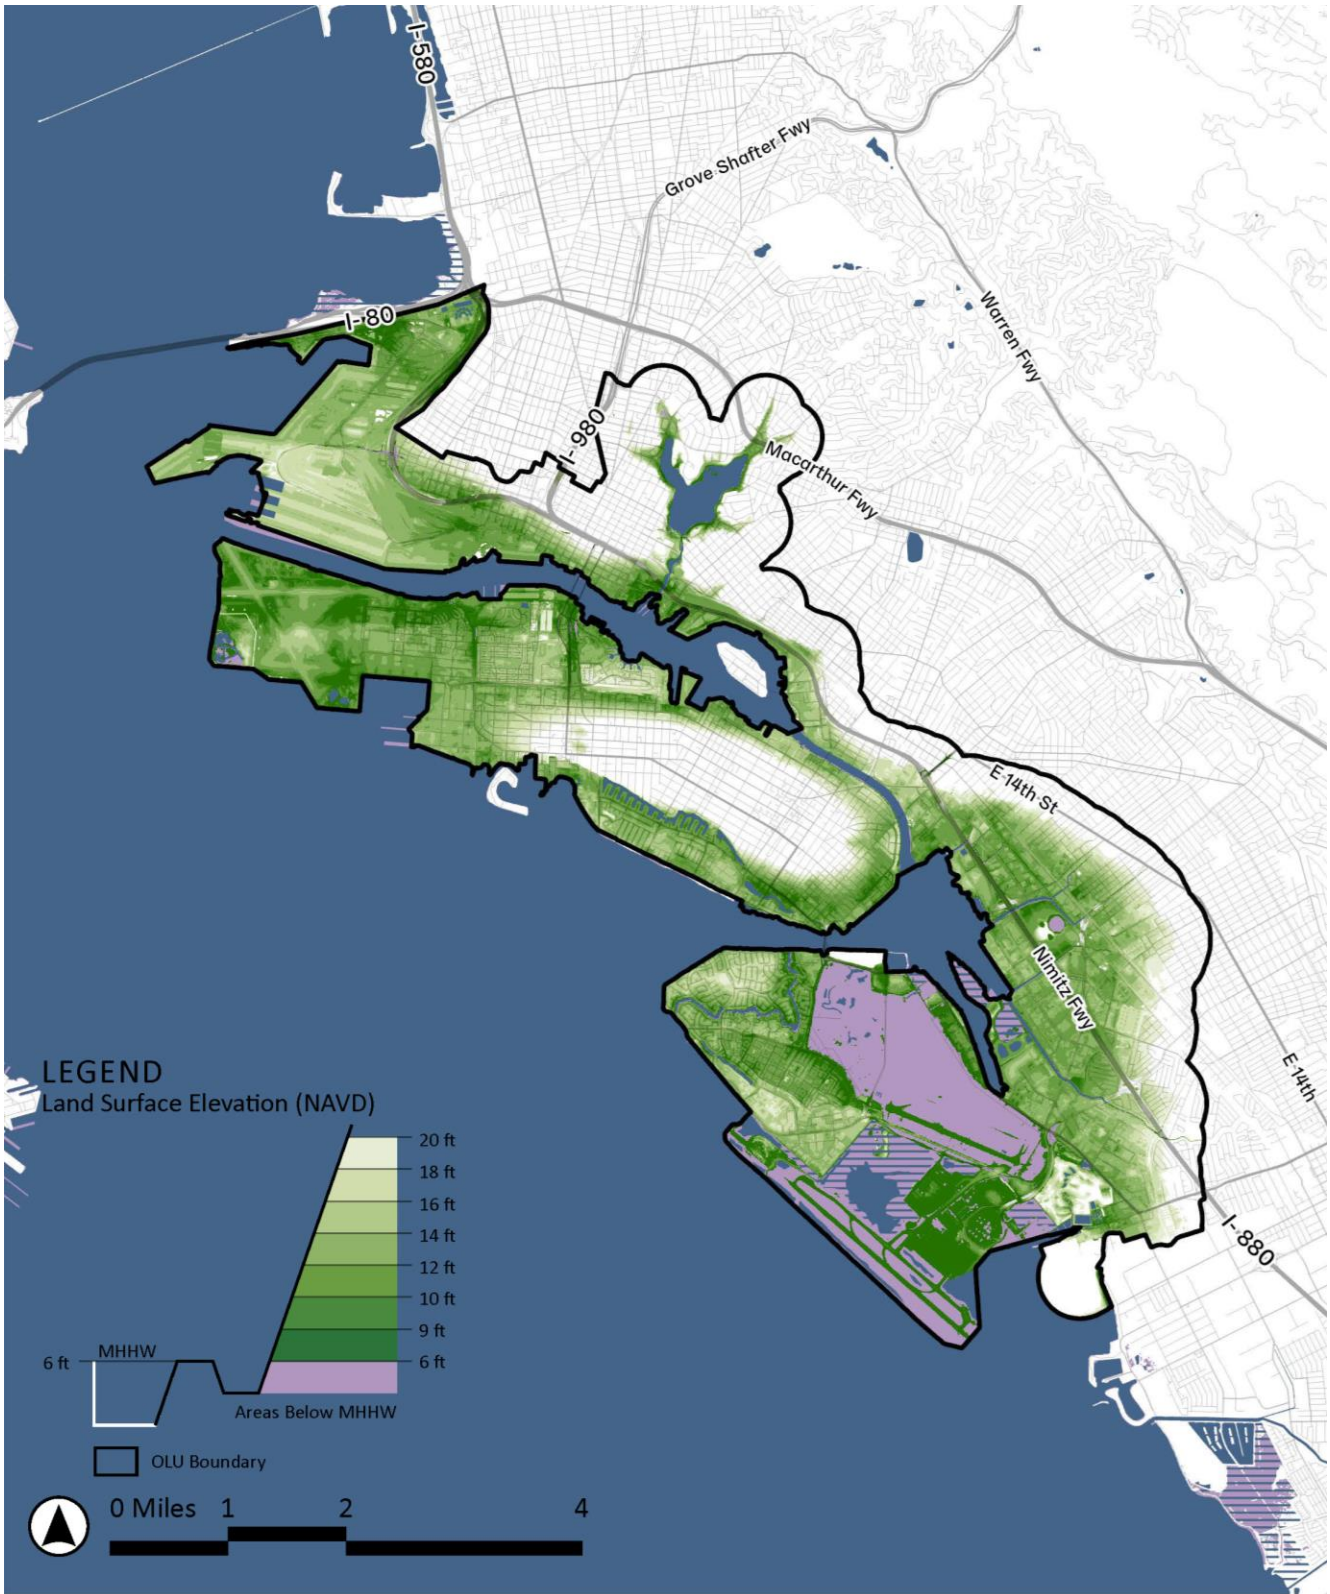 I-580
Grove Shafter Fwy
I-80
Warren Fwy
I-980
Macarthur Fwy
E 14th St
Nimitz Fwy
E 14th
I-880
LEGEND
Land Surface Elevation (NAVD)
20 ft
18 ft
16 ft
14 ft
12 ft
10 ft
9 ft
6 ft MHHW 6 ft
Areas Below MHHW
OLU Boundary
0 Miles 1 2 4